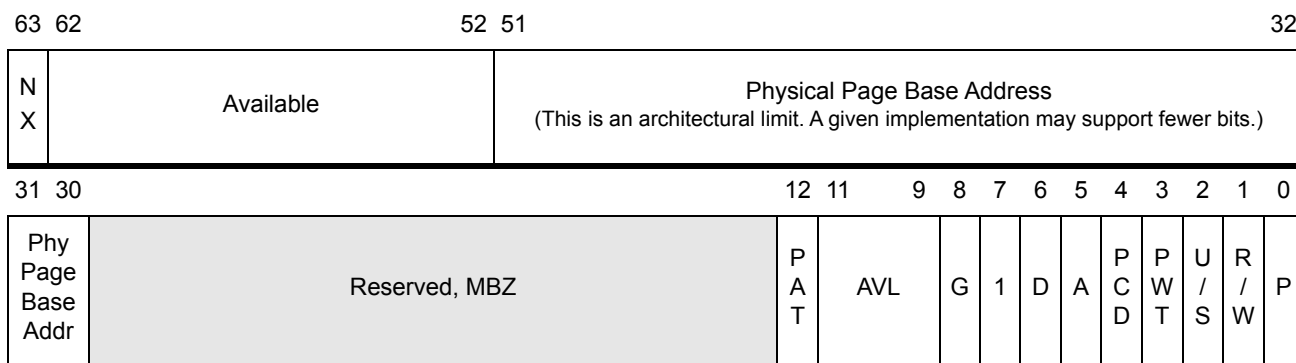 63 62 52 51 32
N
X
Available
Physical Page Base Address
(This is an architectural limit. A given implementation may support fewer bits.)
31 30 12 11 9 8 7 6 5 4 3 2 1 0
Phy
Page
Base
Addr
Reserved, MBZ
P
A
T
AVL
G
1
D
A
P
C
D
P
W
T
U
/
S
R
/
W
P